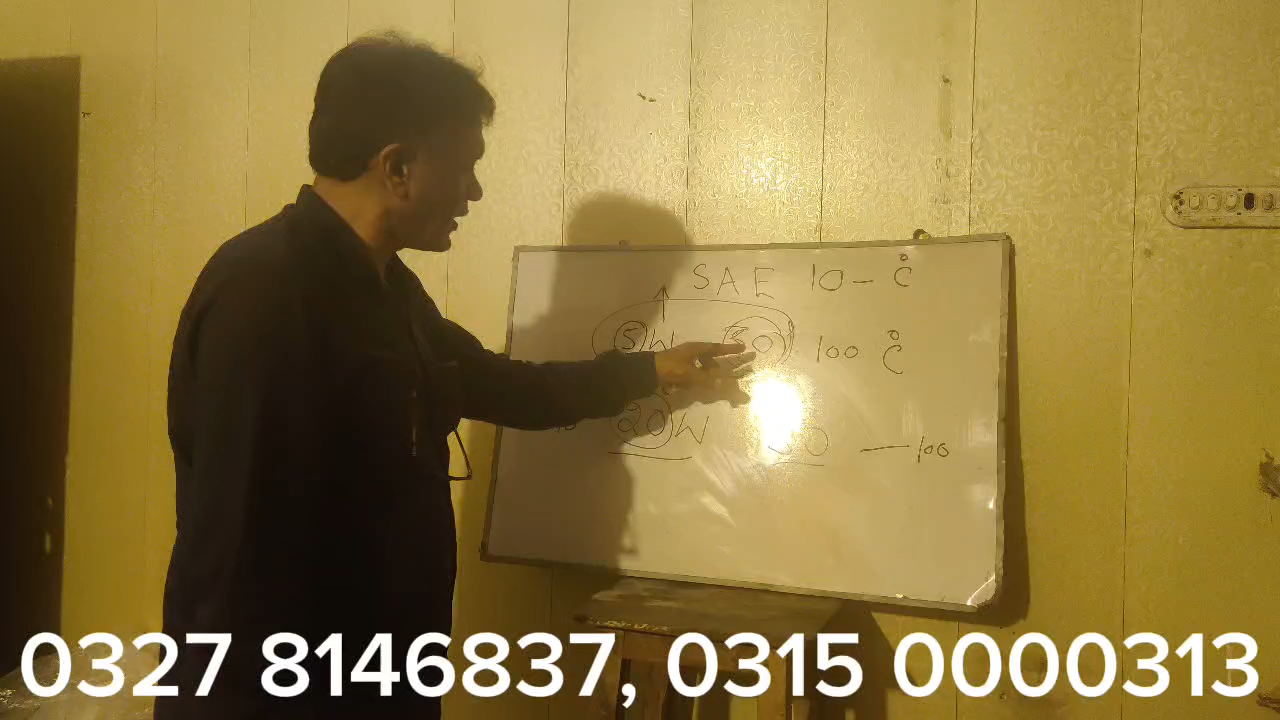 SAE 10 - °C
5W 30 100 °C
20W 50 — 100
0327 8146837, 0315 0000313